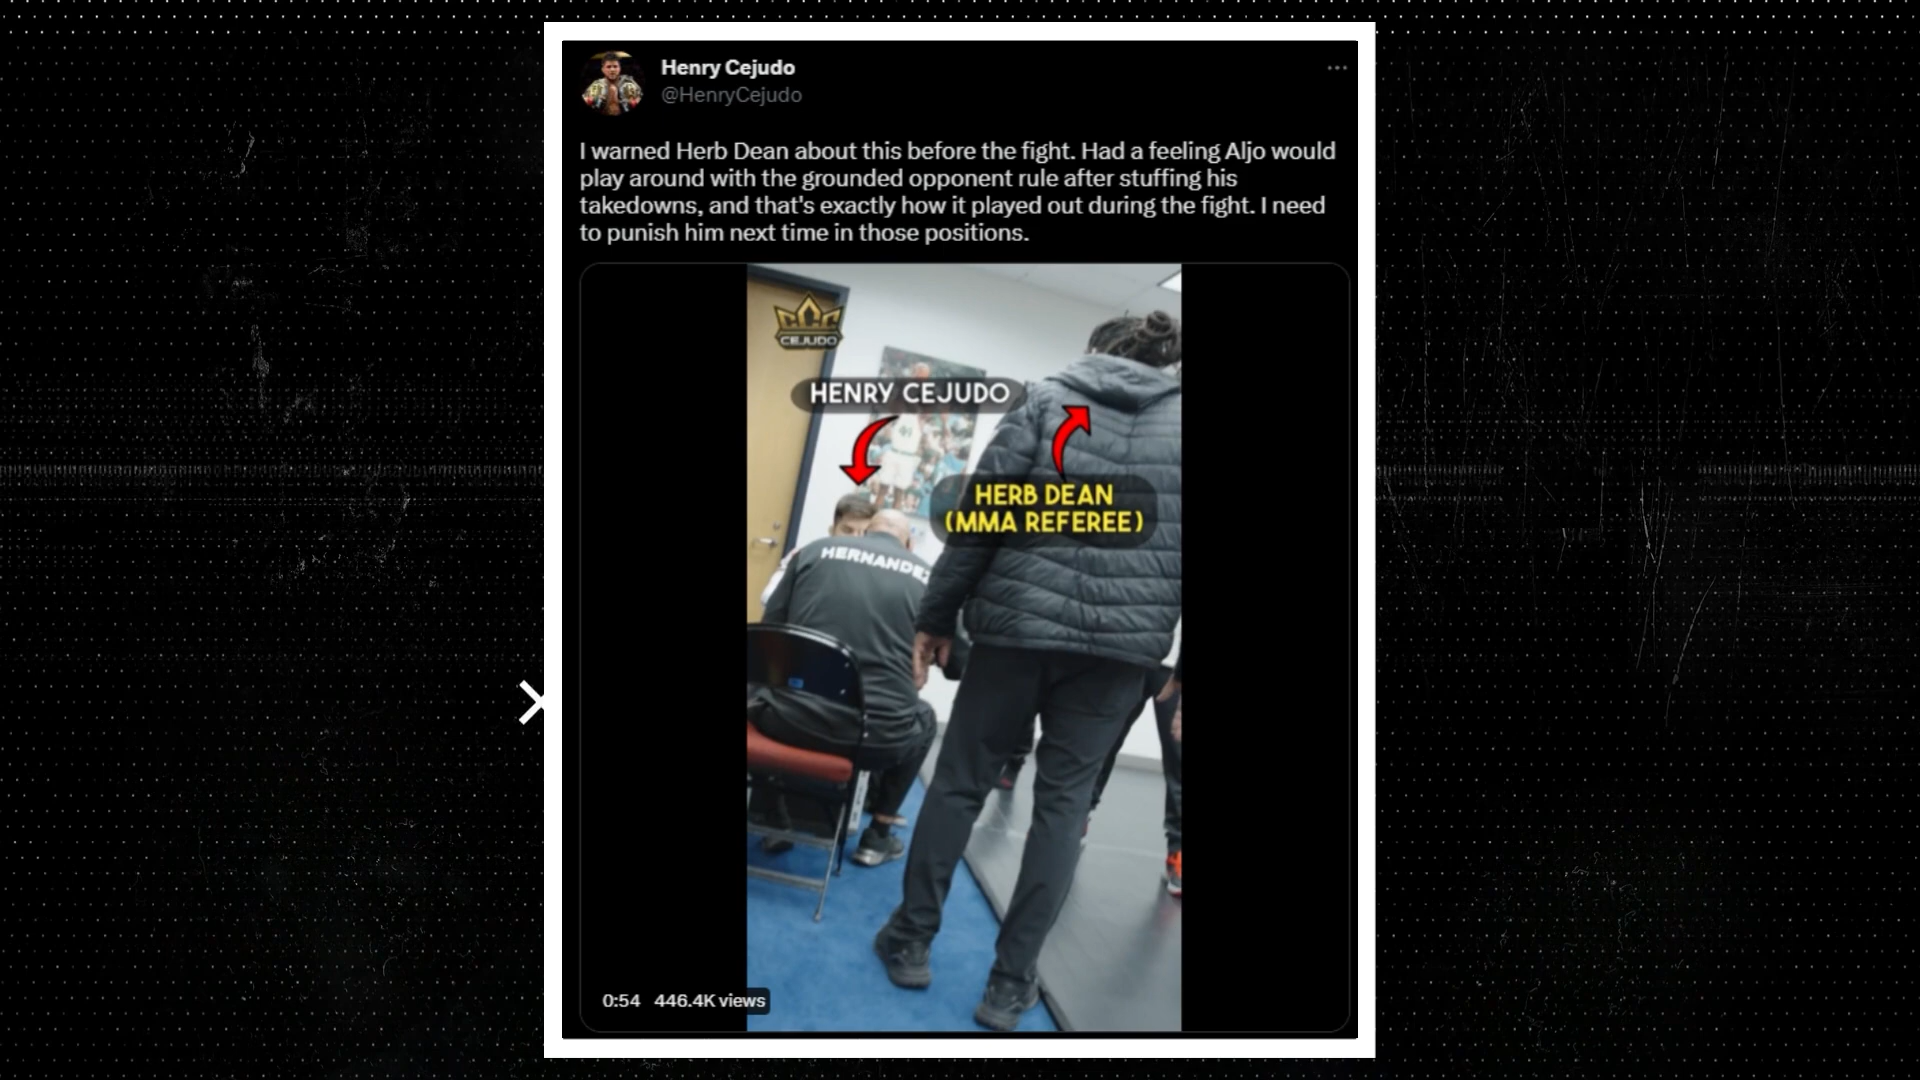 Henry Cejudo
@HenryCejudo
I warned Herb Dean about this before the fight. Had a feeling Aljo would
play around with the grounded opponent rule after stuffing his
takedowns, and that's exactly how it played out during the fight. I need
to punish him next time in those positions.
CCC
CEJUDO
HENRY CEJUDO
HERB DEAN
(MMA REFEREE)
HERNANDEZ
0:54 446.4K views